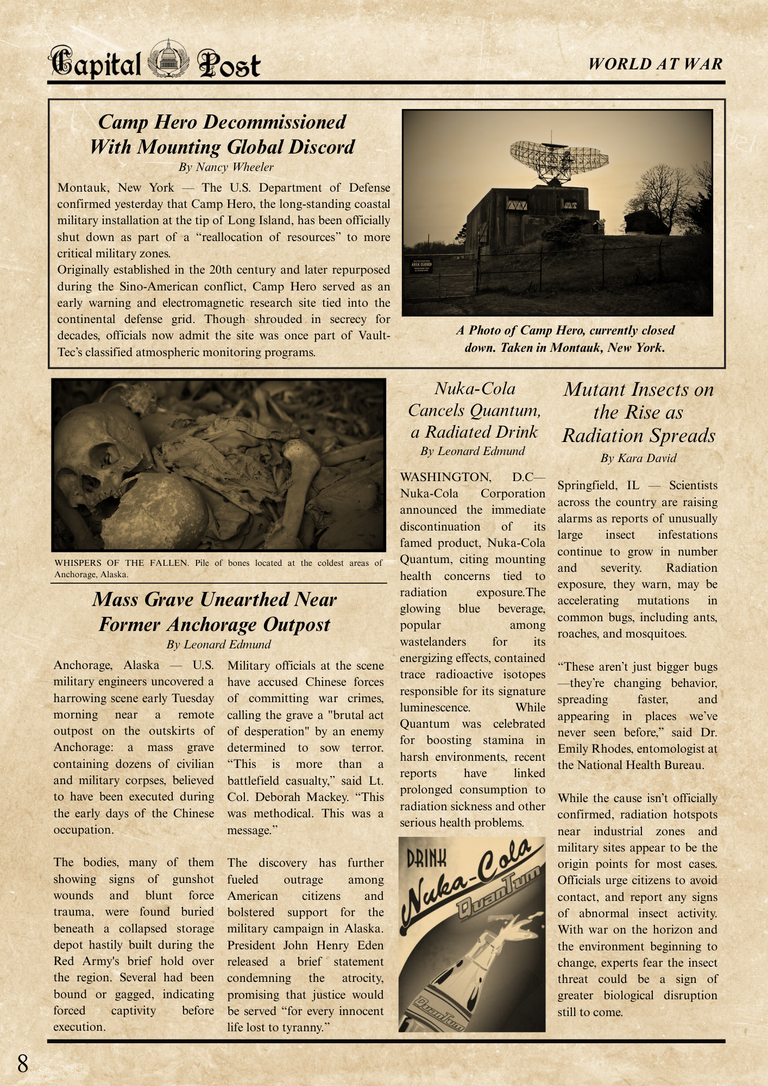 Capital Post
WORLD AT WAR
Camp Hero Decommissioned
With Mounting Global Discord
By Nancy Wheeler
Montauk, New York — The U.S. Department of Defense
confirmed yesterday that Camp Hero, the long-standing coastal
military installation at the tip of Long Island, has been officially
shut down as part of a “reallocation of resources” to more
critical military zones.
Originally established in the 20th century and later repurposed
during the Sino-American conflict, Camp Hero served as an
early warning and electromagnetic research site tied into the
continental defense grid. Though shrouded in secrecy for
decades, officials now admit the site was once part of Vault-
Tec’s classified atmospheric monitoring programs.
A Photo of Camp Hero, currently closed
down. Taken in Montauk, New York.
WHISPERS OF THE FALLEN. Pile of bones located at the coldest areas of
Anchorage, Alaska.
Mass Grave Unearthed Near
Former Anchorage Outpost
By Leonard Edmund
Anchorage, Alaska — U.S.
military engineers uncovered a
harrowing scene early Tuesday
morning near a remote
outpost on the outskirts of
Anchorage: a mass grave
containing dozens of civilian
and military corpses, believed
to have been executed during
the early days of the Chinese
occupation.
The bodies, many of them
showing signs of gunshot
wounds and blunt force
trauma, were found buried
beneath a collapsed storage
depot hastily built during the
Red Army's brief hold over
the region. Several had been
bound or gagged, indicating
forced captivity before
execution.
Military officials at the scene
have accused Chinese forces
of committing war crimes,
calling the grave a "brutal act
of desperation" by an enemy
determined to sow terror.
“This is more than a
battlefield casualty,” said Lt.
Col. Deborah Mackey. “This
was methodical. This was a
message.”
The discovery has further
fueled outrage among
American citizens and
bolstered support for the
military campaign in Alaska.
President John Henry Eden
released a brief statement
condemning the atrocity,
promising that justice would
be served “for every innocent
life lost to tyranny.”
Nuka-Cola
Cancels Quantum,
a Radiated Drink
By Leonard Edmund
WASHINGTON, D.C—
Nuka-Cola Corporation
announced the immediate
discontinuation of its
famed product, Nuka-Cola
Quantum, citing mounting
health concerns tied to
radiation exposure.The
glowing blue beverage,
popular among
wastelanders for its
energizing effects, contained
trace radioactive isotopes
responsible for its signature
luminescence. While
Quantum was celebrated
for boosting stamina in
harsh environments, recent
reports have linked
prolonged consumption to
radiation sickness and other
serious health problems.
DRINK
Nuka-Cola
Quantum
Quantum
Mutant Insects on
the Rise as
Radiation Spreads
By Kara David
Springfield, IL — Scientists
across the country are raising
alarms as reports of unusually
large insect infestations
continue to grow in number
and severity. Radiation
exposure, they warn, may be
accelerating mutations in
common bugs, including ants,
roaches, and mosquitoes.
“These aren’t just bigger bugs
—they’re changing behavior,
spreading faster, and
appearing in places we’ve
never seen before,” said Dr.
Emily Rhodes, entomologist at
the National Health Bureau.
While the cause isn’t officially
confirmed, radiation hotspots
near industrial zones and
military sites appear to be the
origin points for most cases.
Officials urge citizens to avoid
contact, and report any signs
of abnormal insect activity.
With war on the horizon and
the environment beginning to
change, experts fear the insect
threat could be a sign of
greater biological disruption
still to come.
8